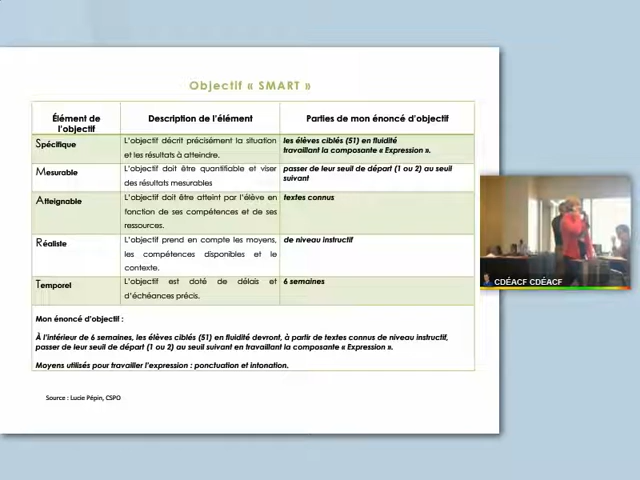 Objectif « SMART »
Élément de
l'objectif
Description de l'élément
Parties de mon énoncé d'objectif
Spécifique
L'objectif décrit précisément la situation
et les résultats à atteindre.
les élèves ciblés (51) en fluidité
travaillant la composante « Expression ».
Mesurable
L'objectif doit être quantifiable et viser
des résultats mesurables
passer de leur seuil de départ (1 ou 2) au seuil
suivant
Atteignable
L'objectif doit être atteint par l'élève en
fonction de ses compétences et de ses
ressources.
textes connus
Réaliste
L'objectif prend en compte les moyens,
les compétences disponibles et le
contexte.
de niveau instructif
Temporel
L'objectif est doté de délais et
d'échéances précis.
6 semaines
Mon énoncé d'objectif :
À l'intérieur de 6 semaines, les élèves ciblés (51) en fluidité devront, à partir de textes connus de niveau instructif,
passer de leur seuil de départ (1 ou 2) au seuil suivant en travaillant la composante « Expression ».
Moyens utilisés pour travailler l'expression : ponctuation et intonation.
Source : Lucie Pépin, CSPO
CDÉACF CDÉACF